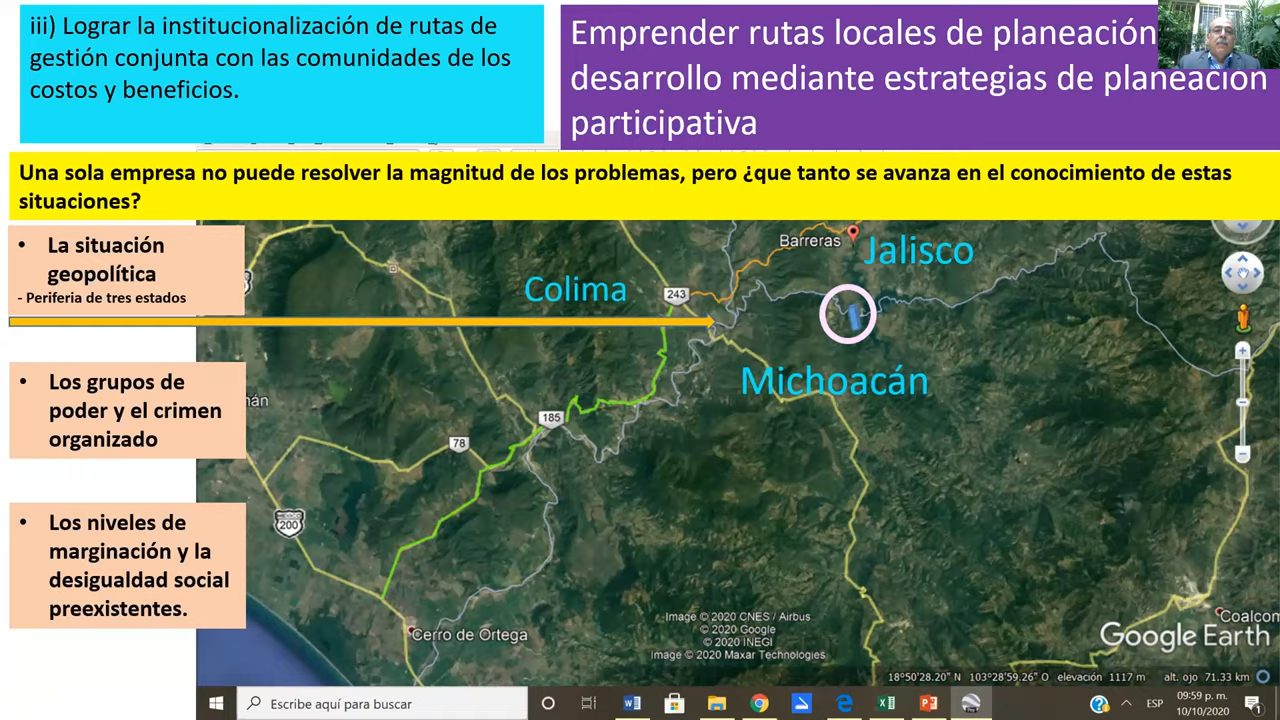 iii) Lograr la institucionalización de rutas de
gestión conjunta con las comunidades de los
costos y beneficios.
Emprender rutas locales de planeación
desarrollo mediante estrategias de planeación
participativa
Una sola empresa no puede resolver la magnitud de los problemas, pero ¿que tanto se avanza en el conocimiento de estas
situaciones?
• La situación
geopolítica
- Periferia de tres estados
• Los grupos de
poder y el crimen
organizado
• Los niveles de
marginación y la
desigualdad social
preexistentes.
Barreras
Jalisco
Colima
243
Michoacán
185
78
MEXICO
200
Cerro de Ortega
Image © 2020 CNES / Airbus
© 2020 Google
© 2020 INEGI
Image © 2020 Maxar Technologies
Coalcom
Google Earth
18°50'28.20" N 103°28'59.26" O elevación 1117 m alt. ojo 71.33 km
Escribe aquí para buscar
ESP
09:59 p. m.
10/10/2020
1